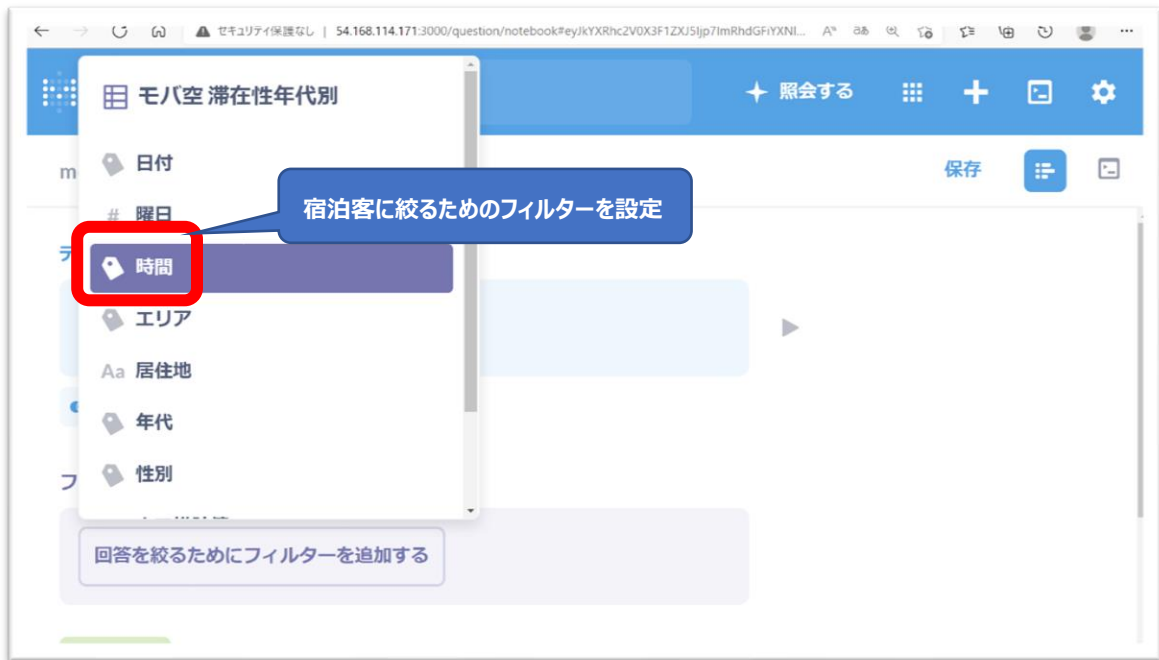 セキュリティ保護なし | 54.168.114.171:3000/question/notebook#eyJkYXRhc2V0X3F1ZXJ5Ijp7ImRhdGFiYXNl...
モバ空 滞在性年代別
照会する
日付
m
保存
# 曜日
宿泊客に絞るためのフィルターを設定
時間
エリア
Aa 居住地
年代
性別
フ
回答を絞るためにフィルターを追加する